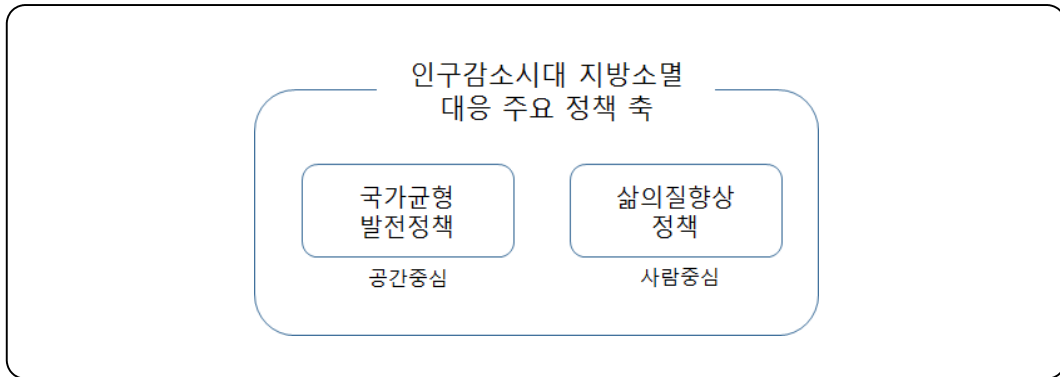 인구감소시대 지방소멸
대응 주요 정책 축
국가균형
발전정책
공간중심
삶의질향상
정책
사람중심